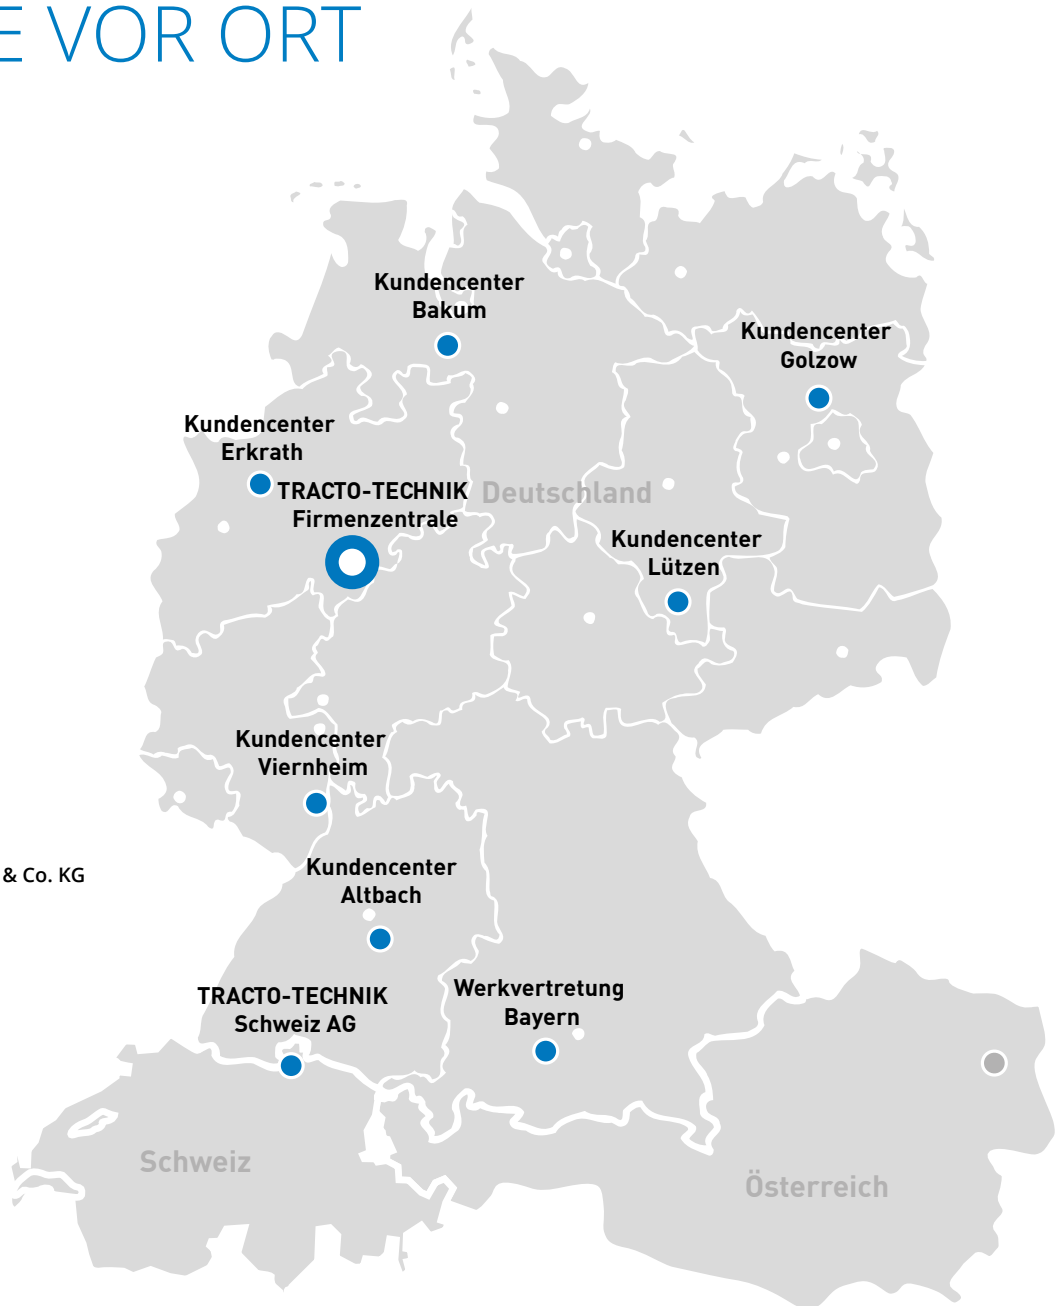 E VOR ORT
Kundencenter
Bakum
Kundencenter
Golzow
Kundencenter
Erkrath
TRACTO-TECHNIK
Firmenzentrale
Deutschland
Kundencenter
Lützen
Kundencenter
Viernheim
& Co. KG
Kundencenter
Altbach
TRACTO-TECHNIK
Schweiz AG
Werkvertretung
Bayern
Schweiz
Österreich